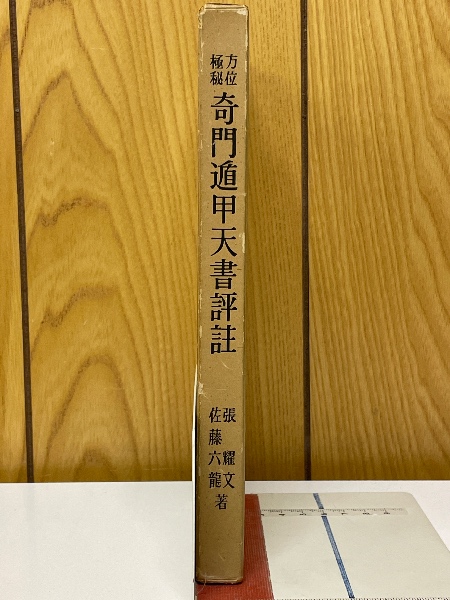 方位
極秘
奇門遁甲天書評註
張耀文
佐藤六龍
著